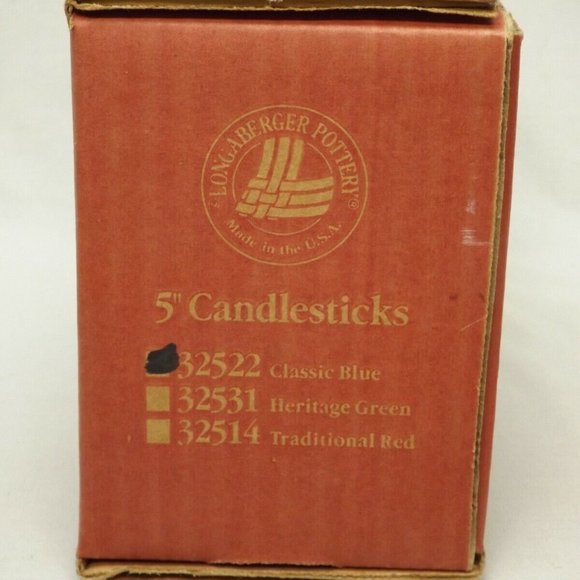 LONGABERGER POTTERY®
Made in the U.S.A.
5" Candlesticks
32522 Classic Blue
32531 Heritage Green
32514 Traditional Red